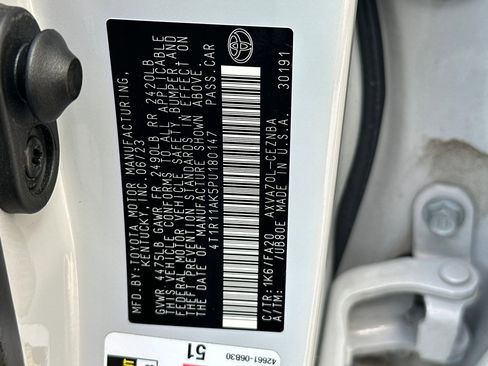 MFD.BY: TOYOTA MOTOR MANUFACTURING,
KENTUCKY, INC. 06/23
GVWR 4475LB GAWR FR 2490LB RR 2420LB
THIS VEHICLE CONFORMS TO ALL APPLICABLE
FEDERAL MOTOR VEHICLE SAFETY, BUMPER, AND
THEFT PREVENTION STANDARDS IN EFFECT ON
THE DATE OF MANUFACTURE SHOWN ABOVE.
4T1R11AK5PU180147 PASS.CAR
C/TR: 1K6/FA20 AXVA70L-CEZNBA
A/TM: /UB80E MADE IN U.S.A. 30191
51
42661-06830